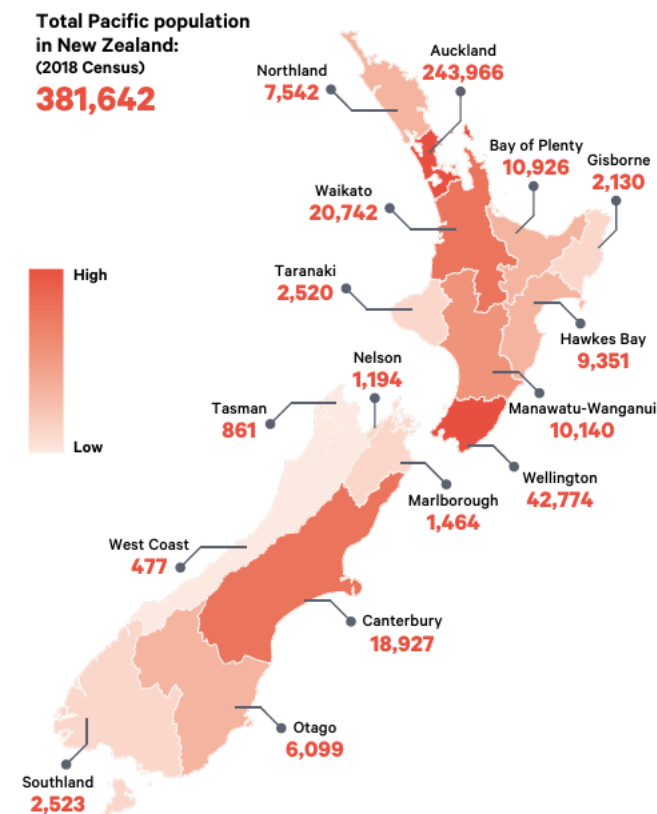 Total Pacific population
in New Zealand:
(2018 Census)
381,642
Auckland
243,966
Northland
7,542
Bay of Plenty
10,926
Gisborne
2,130
Waikato
20,742
Taranaki
2,520
High
Low
Hawkes Bay
9,351
Nelson
1,194
Tasman
861
Manawatu-Wanganui
10,140
Wellington
42,774
Marlborough
1,464
West Coast
477
Canterbury
18,927
Otago
6,099
Southland
2,523